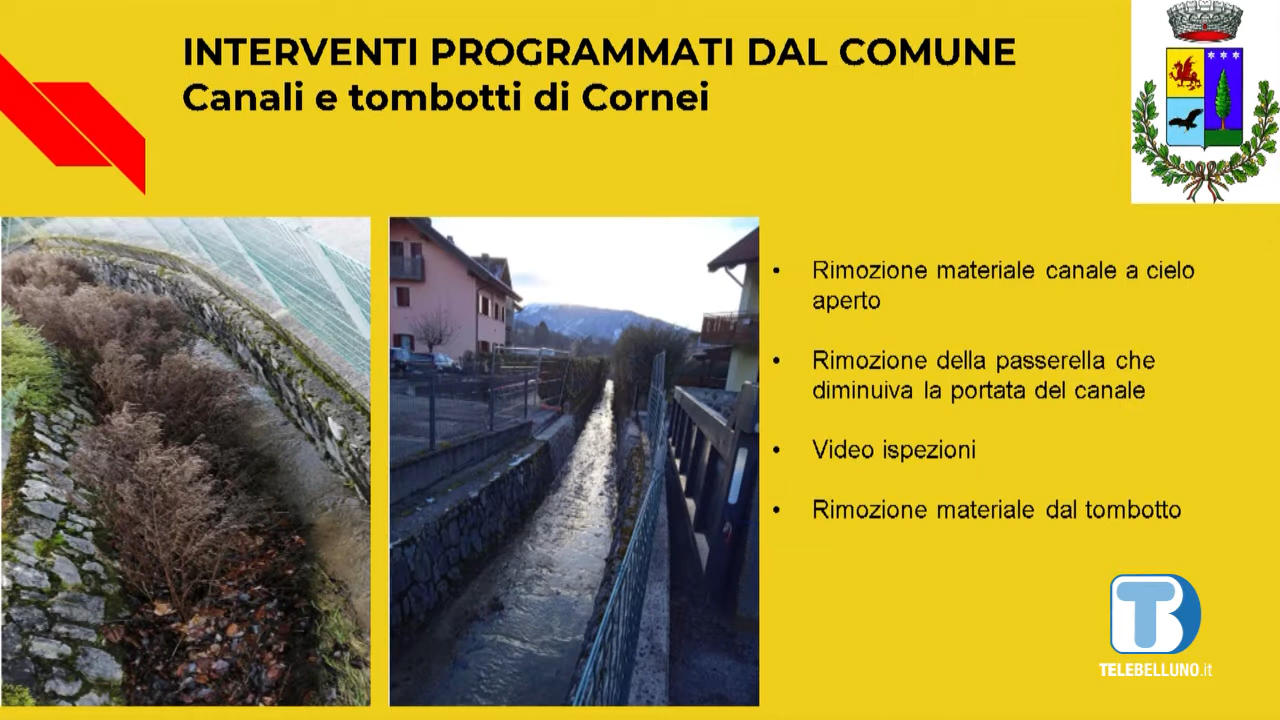 INTERVENTI PROGRAMMATI DAL COMUNE
Canali e tombotti di Cornei
• Rimozione materiale canale a cielo
aperto
• Rimozione della passerella che
diminuiva la portata del canale
• Video ispezioni
• Rimozione materiale dal tombotto
TB
TELEBELLUNO.it